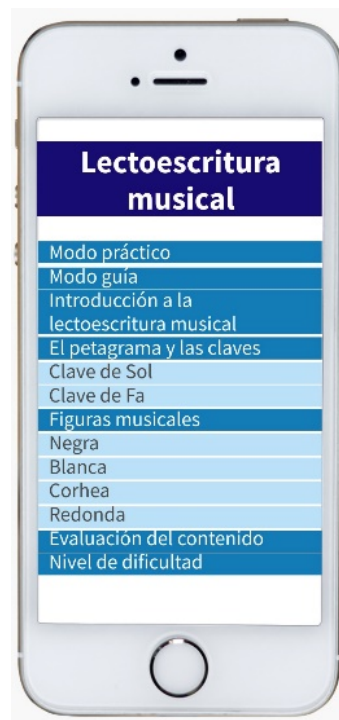 Lectoescritura
musical
Modo práctico
Modo guía
Introducción a la
lectoescritura musical
El petagrama y las claves
Clave de Sol
Clave de Fa
Figuras musicales
Negra
Blanca
Corhea
Redonda
Evaluación del contenido
Nivel de dificultad